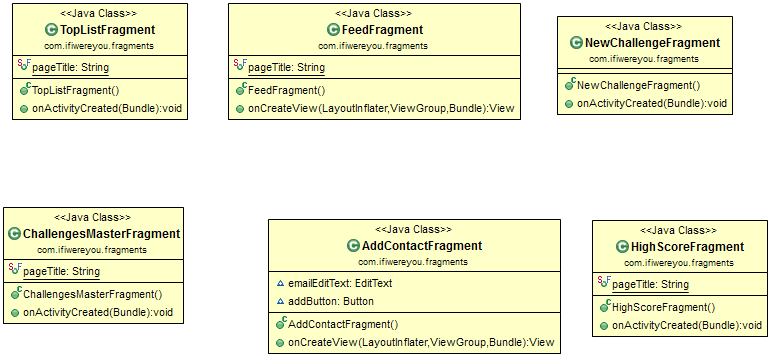 <<Java Class>>
TopListFragment
com.ifiwereyou.fragments
pageTitle: String
TopListFragment()
onActivityCreated(Bundle):void
<<Java Class>>
FeedFragment
com.ifiwereyou.fragments
pageTitle: String
FeedFragment()
onCreateView(LayoutInflater,ViewGroup,Bundle):View
<<Java Class>>
NewChallengeFragment
com.ifiwereyou.fragments
NewChallengeFragment()
onActivityCreated(Bundle):void
<<Java Class>>
ChallengesMasterFragment
com.ifiwereyou.fragments
pageTitle: String
ChallengesMasterFragment()
onActivityCreated(Bundle):void
<<Java Class>>
AddContactFragment
com.ifiwereyou.fragments
emailEditText: EditText
addButton: Button
AddContactFragment()
onCreateView(LayoutInflater,ViewGroup,Bundle):View
<<Java Class>>
HighScoreFragment
com.ifiwereyou.fragments
pageTitle: String
HighScoreFragment()
onActivityCreated(Bundle):void